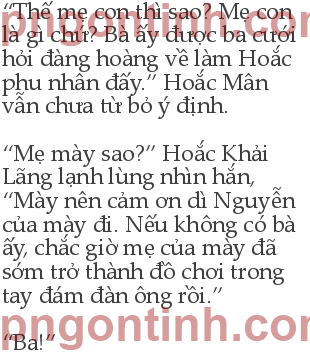 “Thế mẹ con thì sao? Mẹ con
là gì chứ? Bà ấy được ba cưới
hỏi đàng hoàng về làm Hoắc
phu nhân đấy.” Hoắc Mân
vẫn chưa từ bỏ ý định.
“Mẹ mày sao?” Hoắc Khải
Lãng lạnh lùng nhìn hắn,
“Mày nên cảm ơn dì Nguyễn
của mày đi. Nếu không có bà
ấy, chắc giờ mẹ của mày đã
sớm trở thành đồ chơi trong
tay đám đàn ông rồi.”
“Ba!”
pngontinh.com
pngontinh.com
pngontinh.com